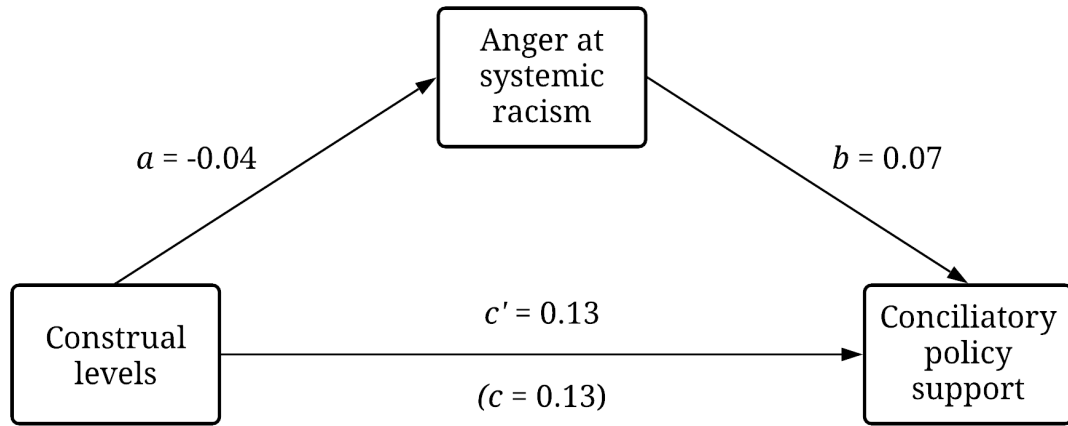 Anger at
systemic
racism
a = -0.04
b = 0.07
Construal
levels
c' = 0.13
(c = 0.13)
Conciliatory
policy
support